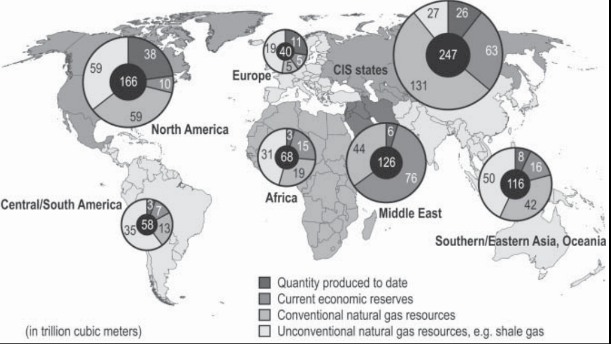 27
26
63
131
247
CIS states
19
11
5
5
40
Europe
59
38
10
59
166
North America
31
3
15
19
68
Africa
44
6
76
126
Middle East
50
8
16
42
116
Southern/Eastern Asia, Oceania
3
7
13
35
58
Central/South America
Quantity produced to date
Current economic reserves
Conventional natural gas resources
Unconventional natural gas resources, e.g. shale gas
(in trillion cubic meters)